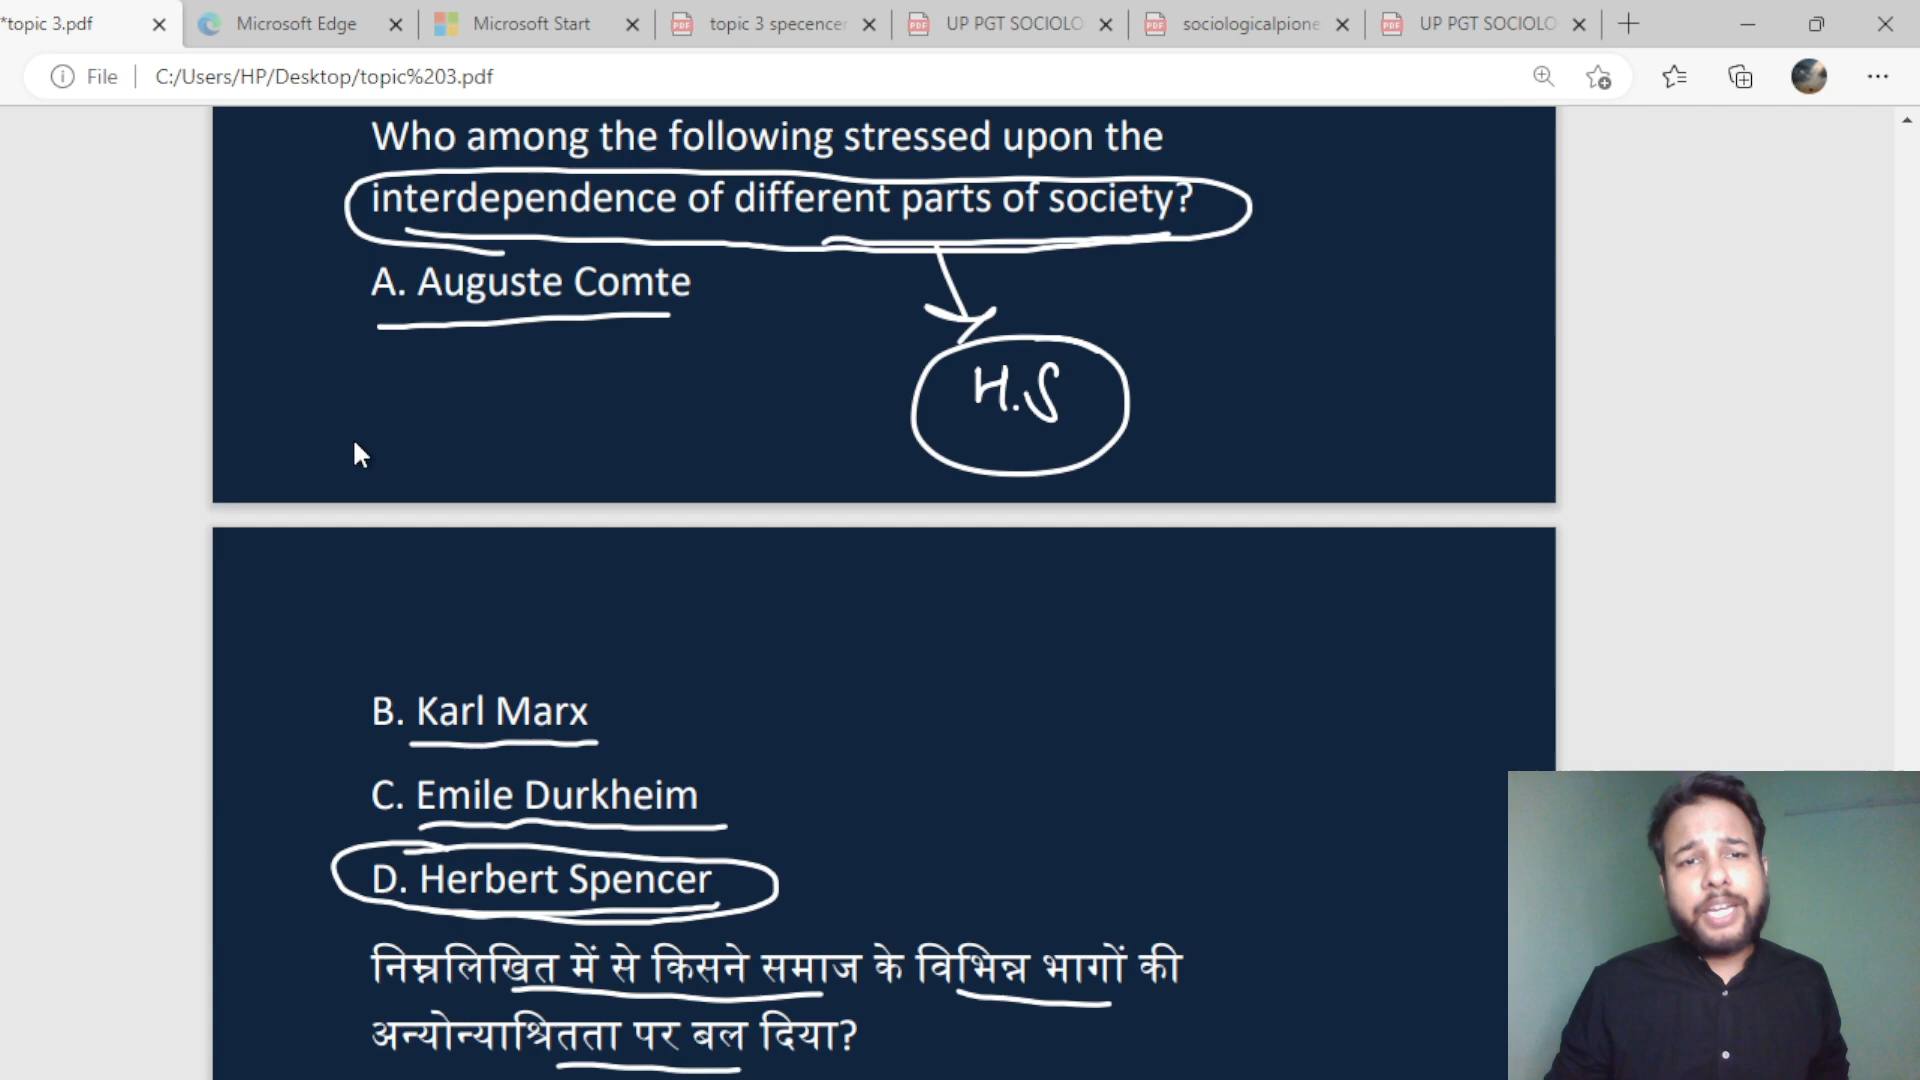 *topic 3.pdf
Microsoft Edge
Microsoft Start
topic 3 specencer
UP PGT SOCIOLO
sociologicalpione
UP PGT SOCIOLO
File
C:/Users/HP/Desktop/topic%203.pdf
Who among the following stressed upon the
interdependence of different parts of society?
A. Auguste Comte
H.S
B. Karl Marx
C. Emile Durkheim
D. Herbert Spencer
निम्नलिखित में से किसने समाज के विभिन्न भागों की
अन्योन्याश्रितता पर बल दिया?